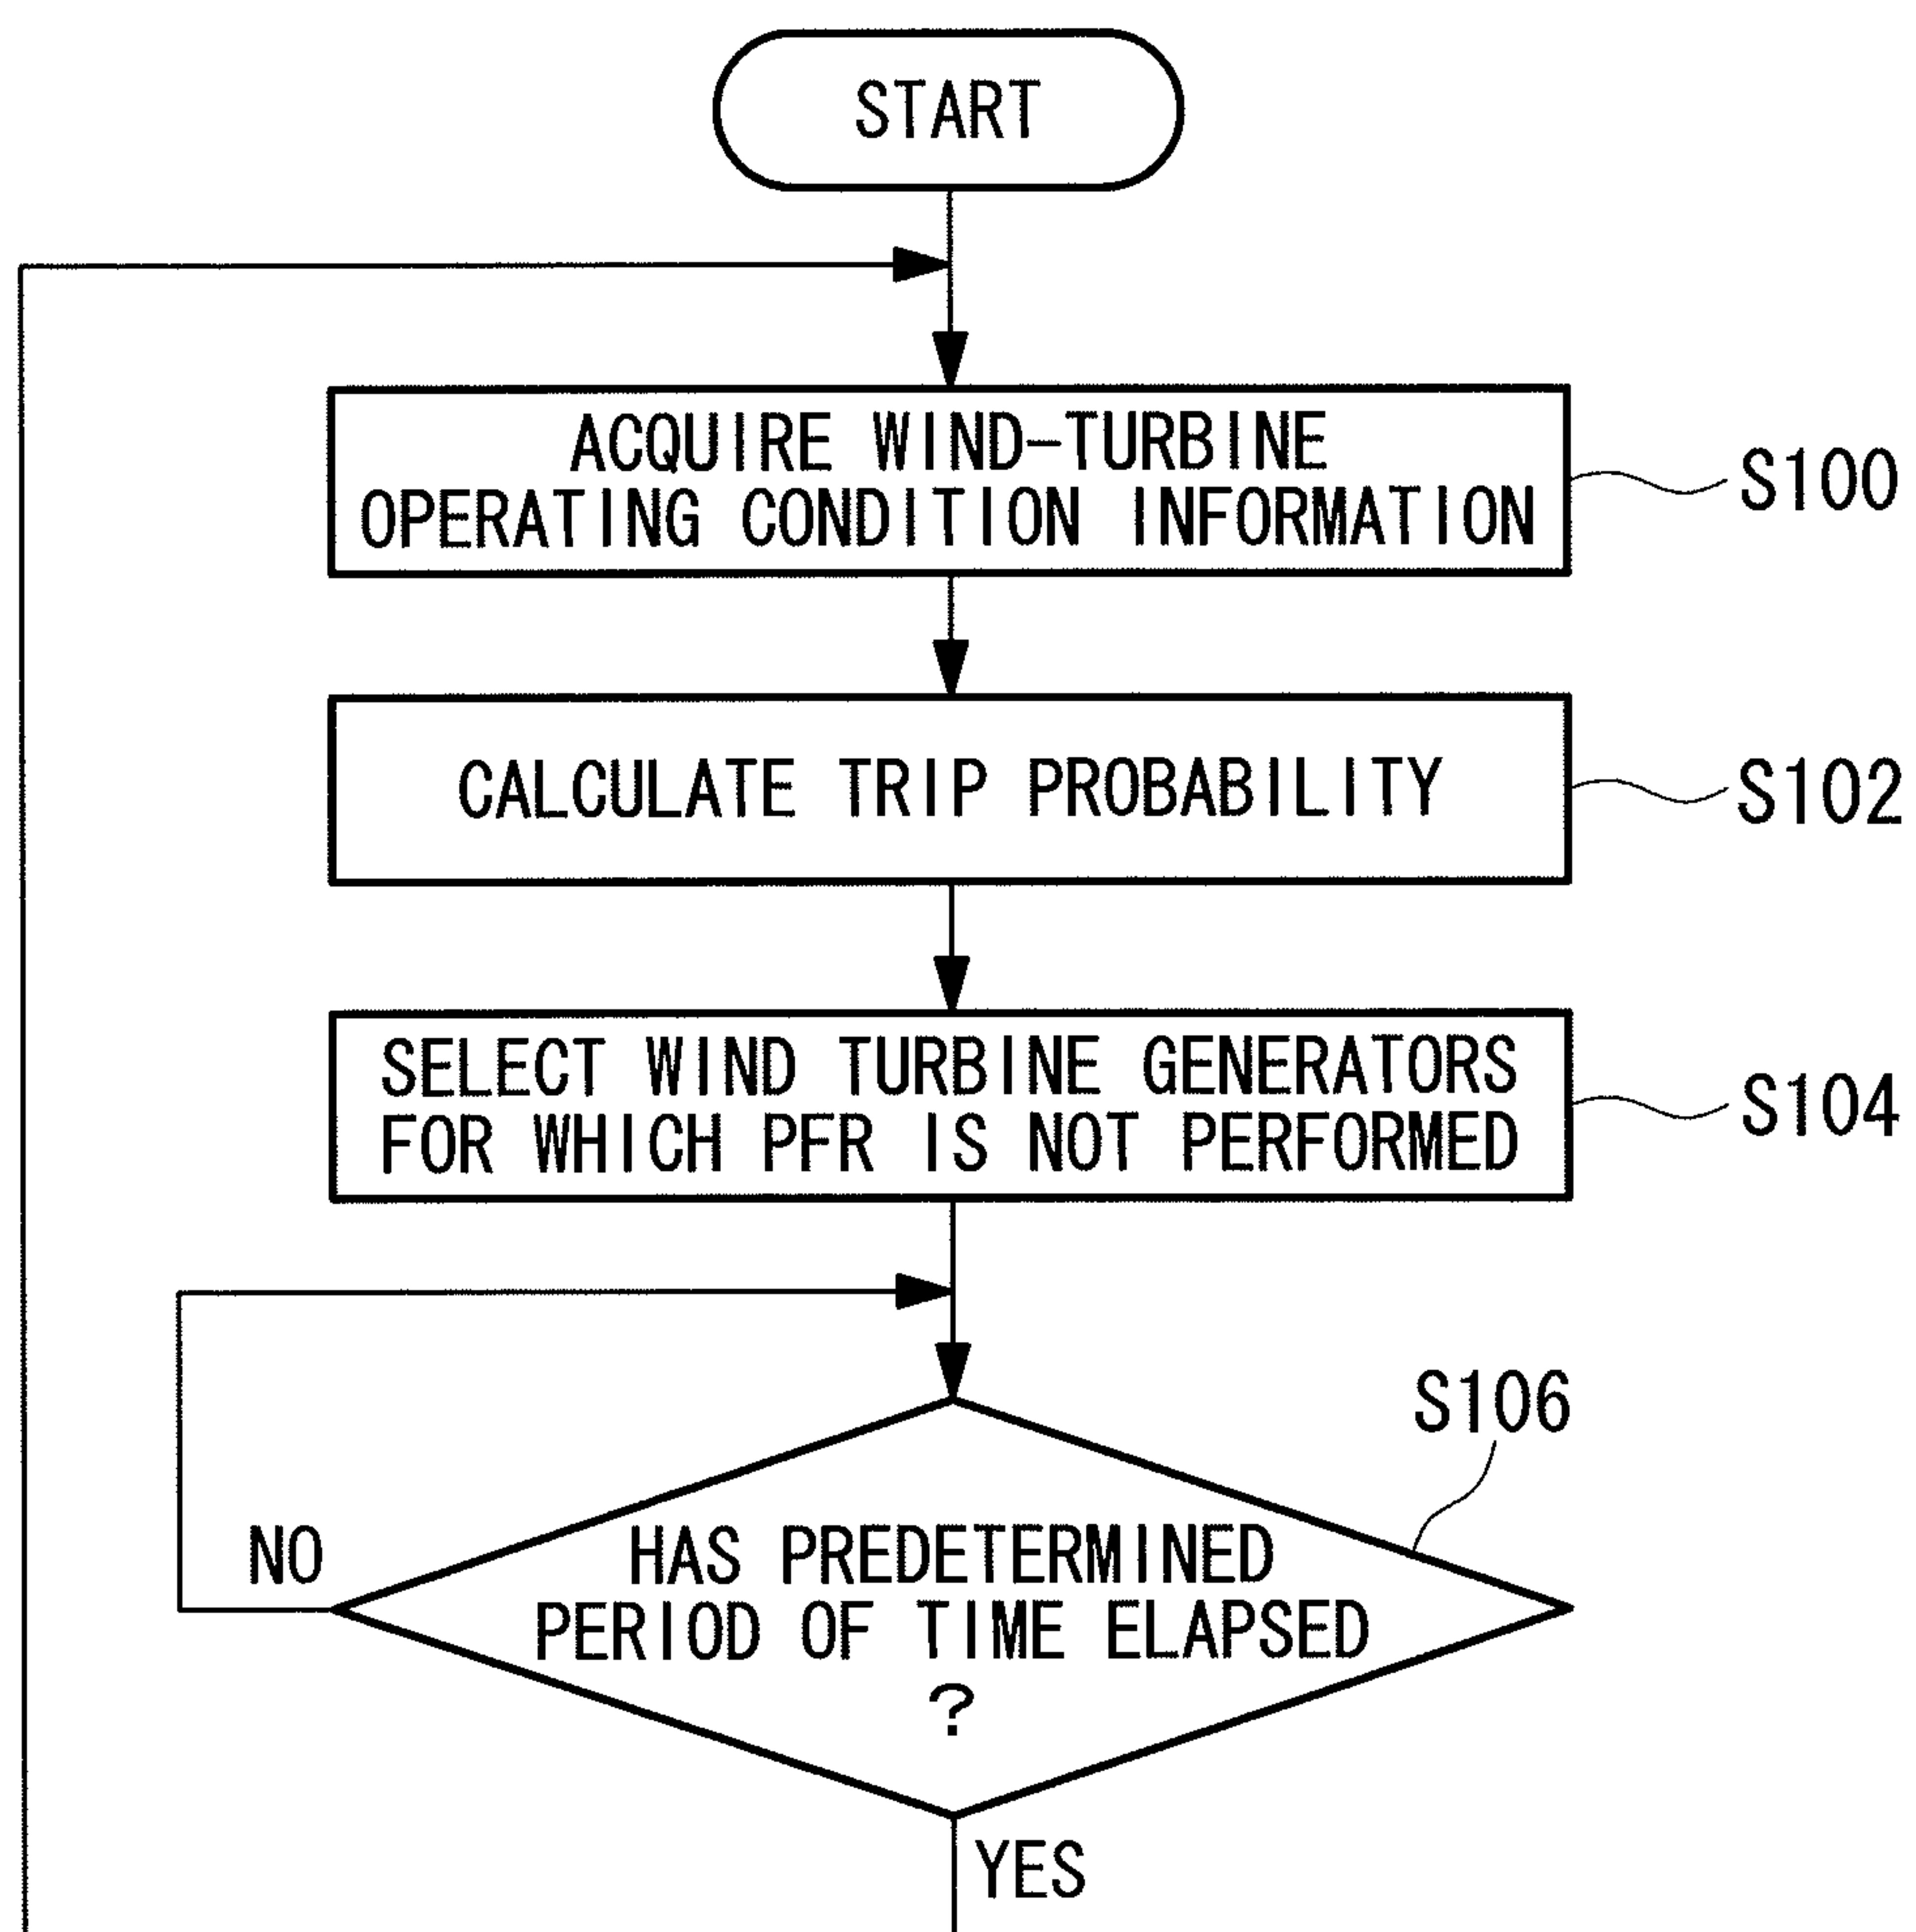 START
ACQUIRE WIND-TURBINE
OPERATING CONDITION INFORMATION
S100
CALCULATE TRIP PROBABILITY
S102
SELECT WIND TURBINE GENERATORS
FOR WHICH PFR IS NOT PERFORMED
S104
S106
NO
HAS PREDETERMINED
PERIOD OF TIME ELAPSED
?
YES